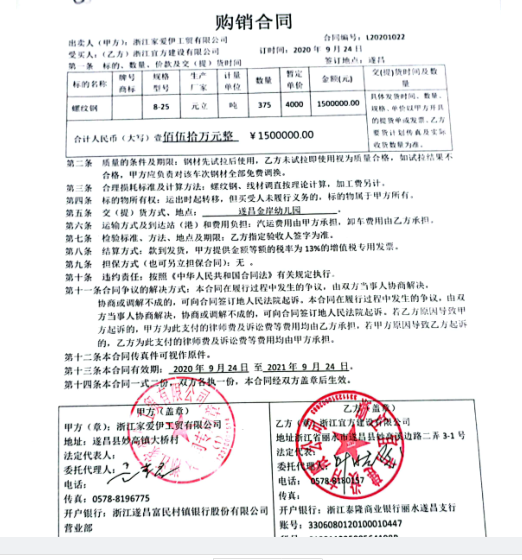 购销合同
出卖人(甲方):浙江家爱伊工贸有限公司 合同编号:L20201022
受买人:(乙方)浙江宜方建设有限公司 订时间:2020 年 9 月 24 日
第一条 标的、数量、价款及交(提)货时间 签订地点:遂昌
标的名称 牌号商标 规格型号 生产厂家 计量单位 数量 暂定单价 金额(元) 交(提)货时间及数量
螺纹钢 8-25 元立 吨 375 4000 1500000.00 具体发货时间、数量、规格、单价以甲方开具的提货单或发票、乙方要货计划传真及实际收货数量为准。
合计人民币(大写)壹佰伍拾万元整 ¥1500000.00
第二条 质量的条件及期限:钢材先试拉后使用,乙方未试拉即使用视为质量合格,如试拉结果不
合格,甲方应负责对该车次钢材全部免费调换。
第三条 合理损耗标准及计算方法:螺纹钢、线材调直按理论计算,加工费另计。
第四条 标的物所有权:运出时起转移,但买受人未履行义务的,标的物属于甲方所有。
第五条 交(提)货方式、地点: 遂昌金岸幼儿园 。
第六条 运输方式及到达站(港)和费用负担:汽运费用由甲方承担,卸车费用由乙方承担。
第七条 检验标准、方法、地点及期限:乙方指定验收人签字为准。
第八条 结算方式:款到发货,甲方提供金额等额的税率为 13%的增值税专用发票。
第九条 担保方式(也可另立担保合同):无 。
第十条 违约责任:按照《中华人民共和国合同法》有关规定执行.
第十一条合同争议的解决方式:本合同在履行过程中发生的争议,由双方当事人协商解决,
协商或调解不成的,可向合同签订地人民法院起诉,本合同在履行过程中发生的争议,由双
方当事人协商解决,协商或调解不成的,可向合同签订地人民法院起诉。若乙方原因导致甲
方起诉的,甲方为此支付的律师费及诉讼费等费用均由乙方承担,若甲方原因导致乙方起诉
的,乙方为此支付的律师费及诉讼费等费用均由甲方承担。
第十二条本合同传真件可视作原件。
第十三条本合同有效期:2020 年 9 月 24 日 至 2021 年 9 月 24 日.
第十四条本合同一式二份,双方各执一份,本合同经双方盖章后生效。
甲方(盖章)
甲方(章):浙江家爱伊工贸有限公司
地址:遂昌县妙高镇大桥村
法定代表人:
委托代理人:
电话:
传真:0578-8196775
开户银行:浙江遂昌富民村镇银行股份有限公司
营业部
乙方(盖章)
乙方(章):浙江宜方建设有限公司
地址浙江省丽水市遂昌县 边路二弄 3-1 号
法定代表:
委托代理人:
电话:0578-8180157
传真:
开户银行:浙江泰隆商业银行丽水遂昌支行
账号:3306080120100010447